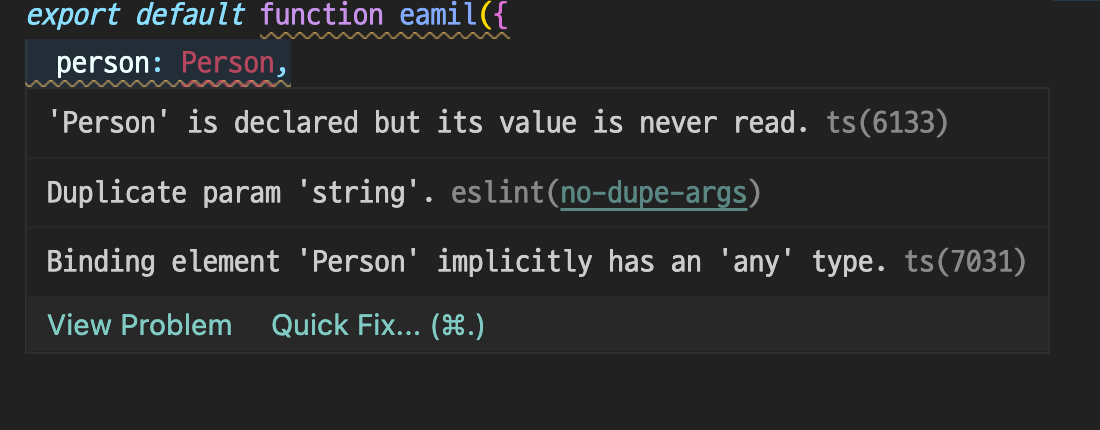 export default function eamil({
person: Person,
'Person' is declared but its value is never read. ts(6133)
Duplicate param 'string'. eslint(no-dupe-args)
Binding element 'Person' implicitly has an 'any' type. ts(7031)
View Problem Quick Fix... (⌘.)